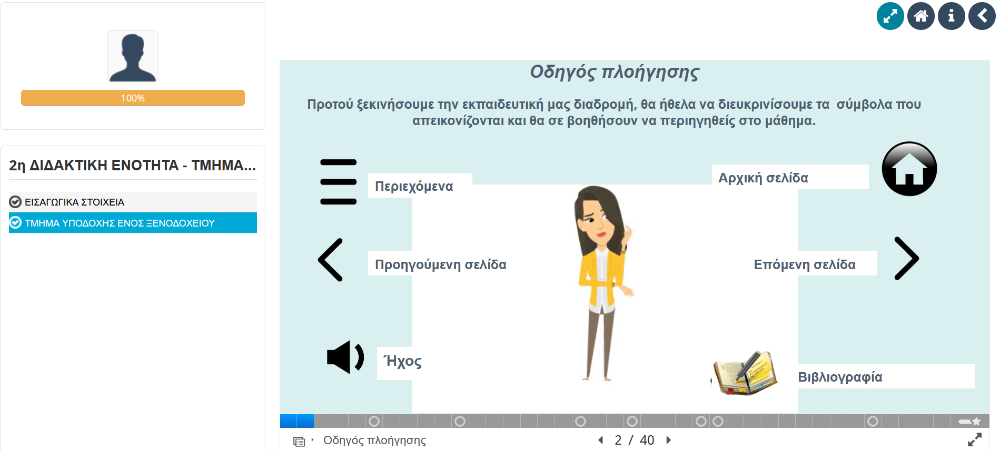 100%
2η ΔΙΔΑΚΤΙΚΗ ΕΝΟΤΗΤΑ - ΤΜΗΜΑ...
ΕΙΣΑΓΩΓΙΚΑ ΣΤΟΙΧΕΙΑ
ΤΜΗΜΑ ΥΠΟΔΟΧΗΣ ΕΝΟΣ ΞΕΝΟΔΟΧΕΙΟΥ
Οδηγός πλοήγησης
Προτού ξεκινήσουμε την εκπαιδευτική μας διαδρομή, θα ήθελα να διευκρινίσουμε τα σύμβολα που
απεικονίζονται και θα σε βοηθήσουν να περιηγηθείς στο μάθημα.
Περιεχόμενα
Αρχική σελίδα
Προηγούμενη σελίδα
Επόμενη σελίδα
Ήχος
Βιβλιογραφία
Οδηγός πλοήγησης
2 / 40